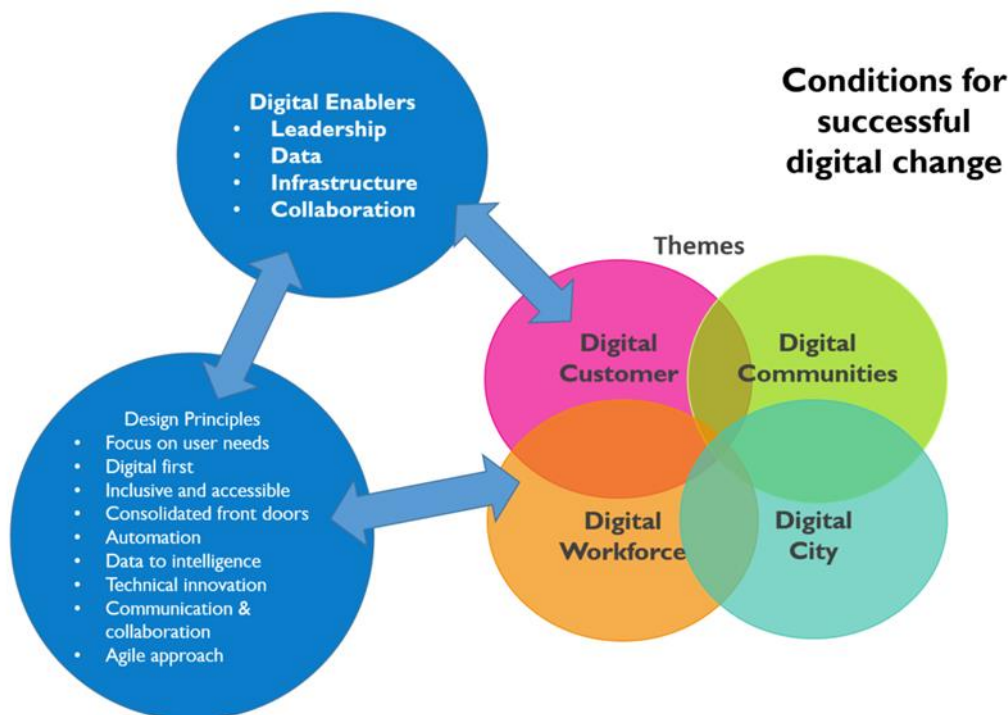 Conditions for
successful
digital change
Digital Enablers
• Leadership
• Data
• Infrastructure
• Collaboration
Themes
Digital
Customer
Digital
Communities
Digital
Workforce
Digital
City
Design Principles
• Focus on user needs
• Digital first
• Inclusive and accessible
• Consolidated front doors
• Automation
• Data to intelligence
• Technical innovation
• Communication &
collaboration
• Agile approach